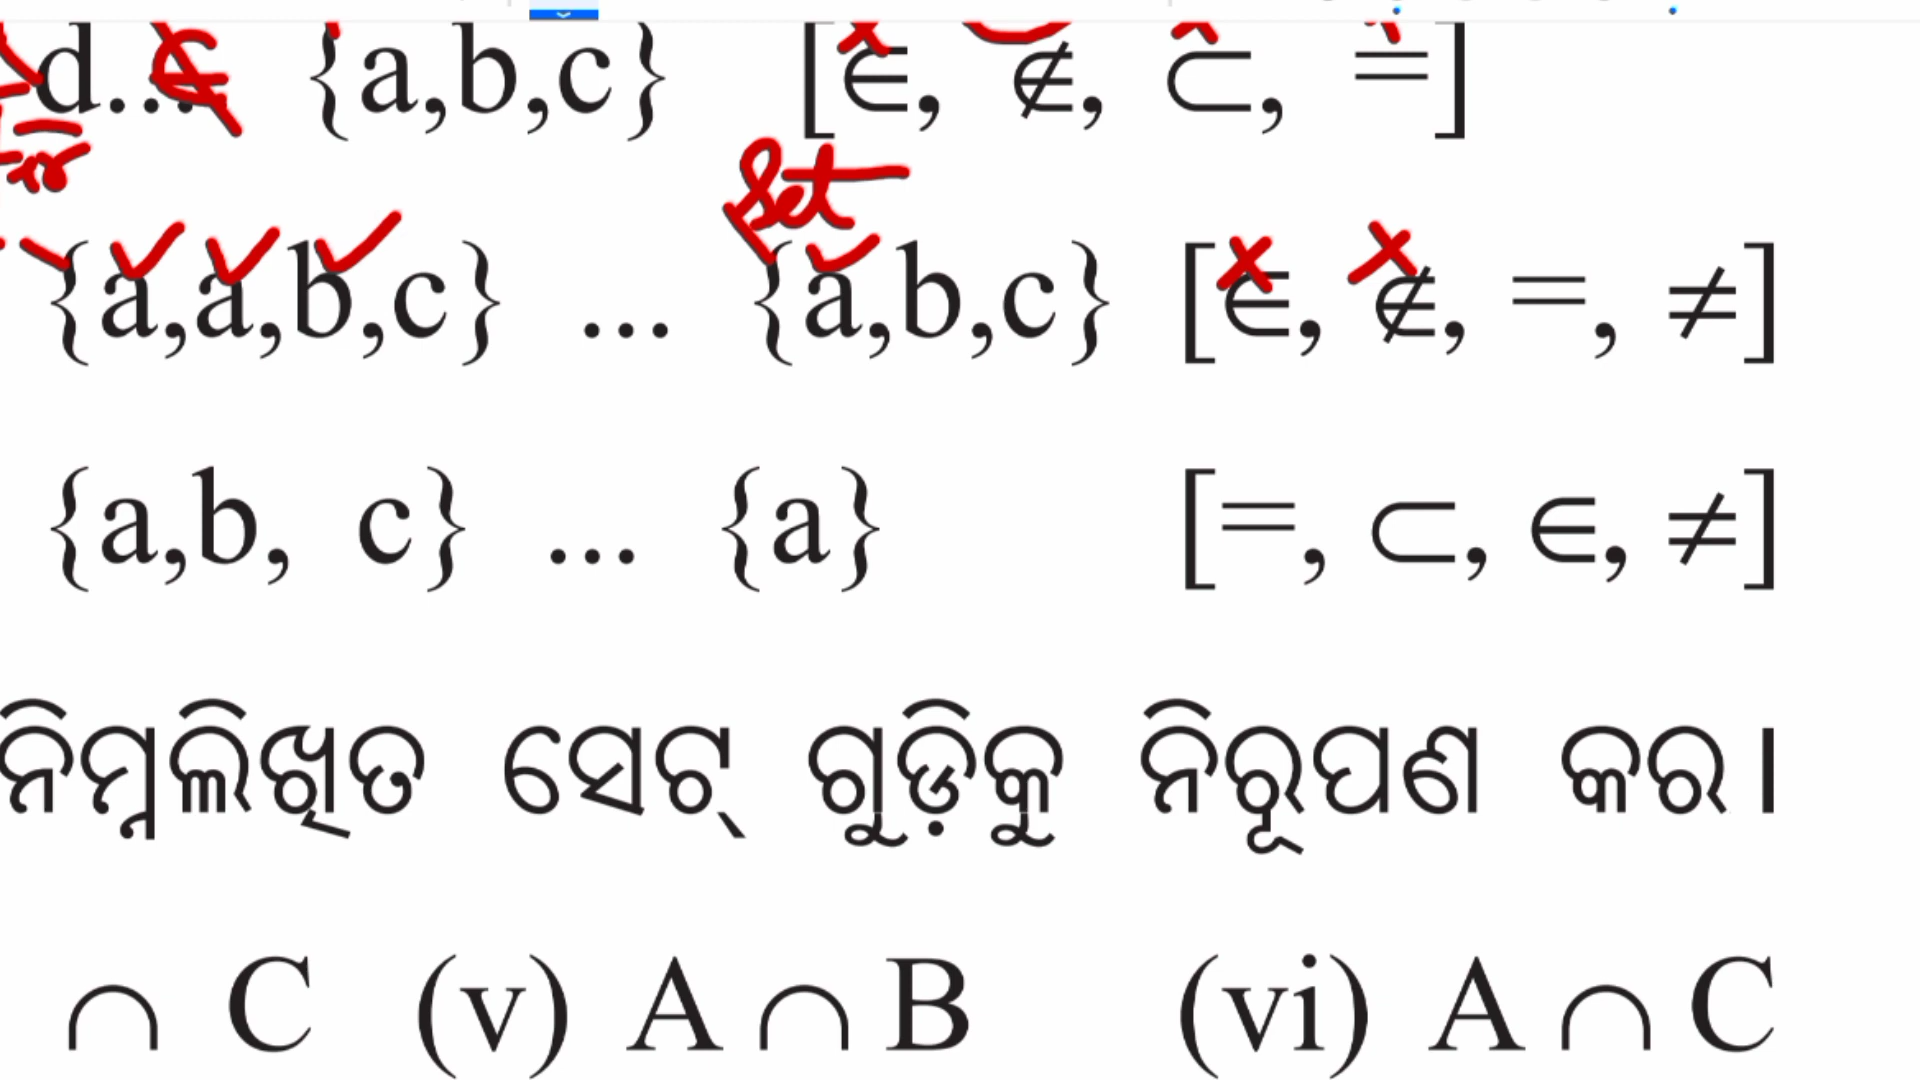 d... {a,b,c} [∈, ∉, ⊂, =]
Set
{a,a,b,c} ... {a,b,c} [∈, ∉, =, ≠]
{a,b, c} ... {a} [=, ⊂, ∈, ≠]
ନିମ୍ନଲିଖିତ ସେଟ୍ ଗୁଡ଼ିକୁ ନିରୂପଣ କର।
∩ C (v) A ∩ B (vi) A ∩ C